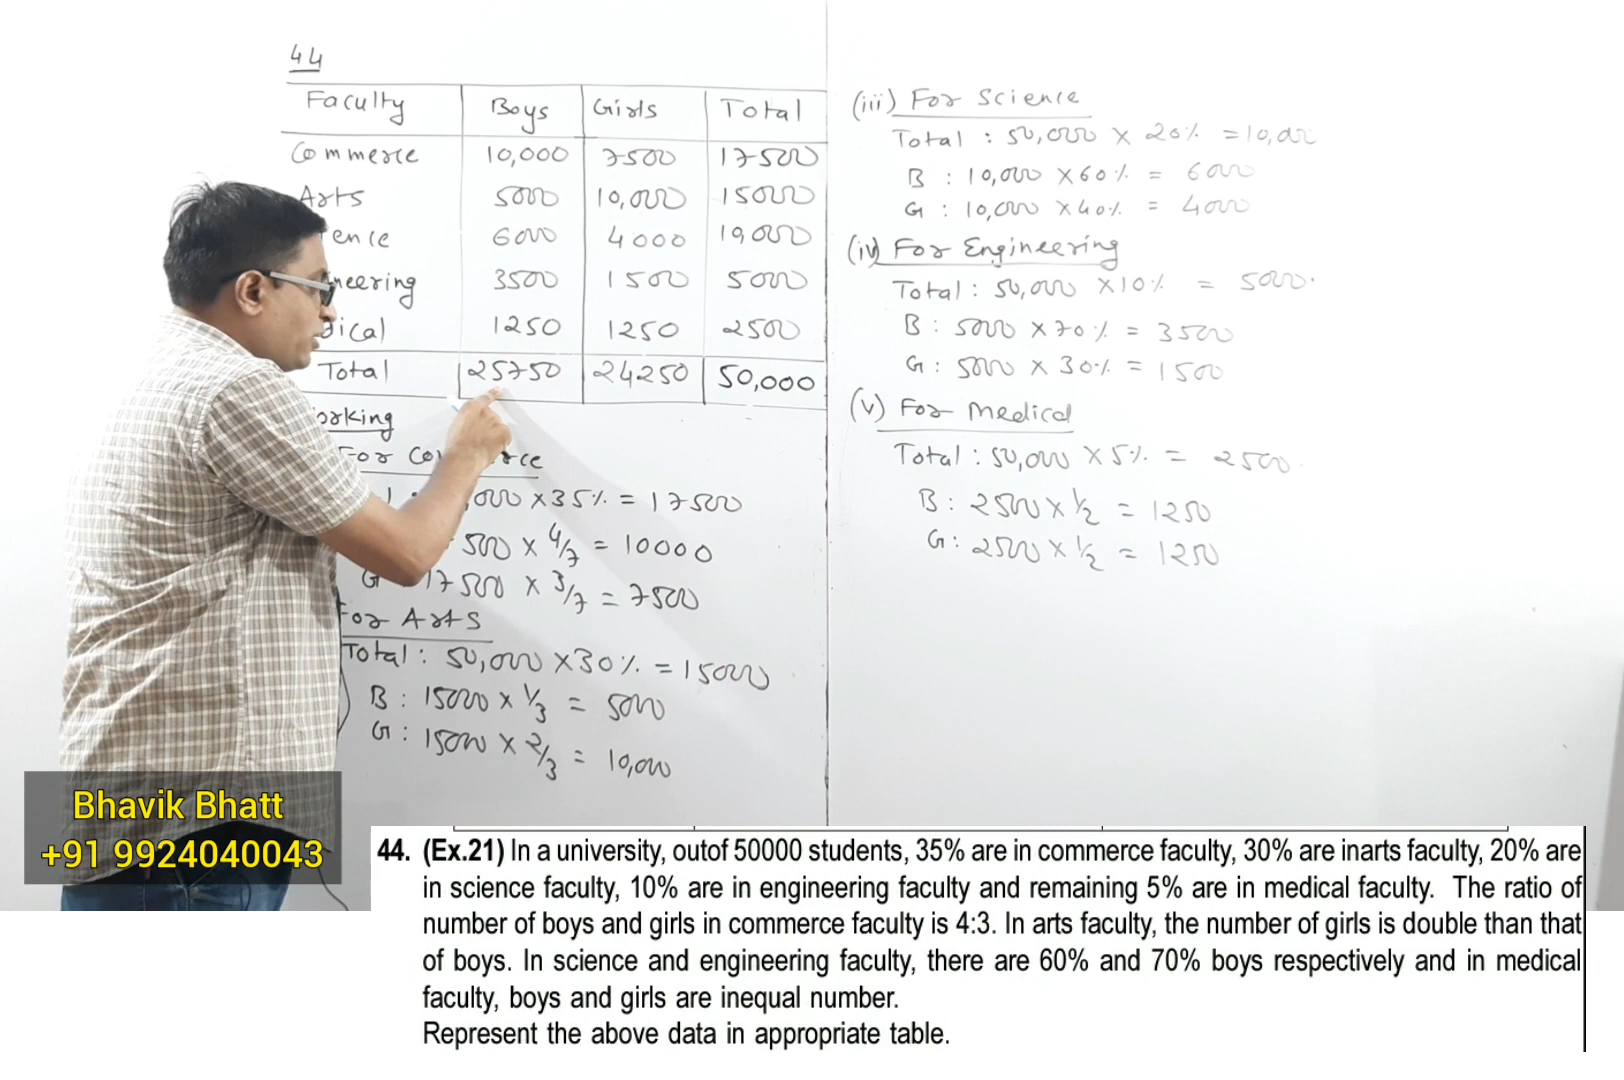 44
Faculty Boys Girls Total
Commerce 10,000 7500 17500
Arts 5000 10,000 15000
ence 6000 4000 10,000
neering 3500 1500 5000
ical 1250 1250 2500
Total 25750 24250 50,000
orking
For Co rce
,000 x 35% = 17500
500 x 4/7 = 10000
G 17500 x 3/7 = 7500
For Arts
Total : 50,000 x 30% = 15000
B : 15000 x 1/3 = 5000
G : 15000 x 2/3 = 10,000
(iii) For Science
Total : 50,000 x 20% = 10,000
B : 10,000 x 60% = 6000
G : 10,000 x 40% = 4000
(iv) For Engineering
Total : 50,000 x 10% = 5000.
B : 5000 x 70% = 3500
G : 5000 x 30% = 1500
(v) For Medical
Total : 50,000 x 5% = 2500.
B : 2500 x 1/2 = 1250
G : 2500 x 1/2 = 1250
Bhavik Bhatt
+91 9924040043
44. (Ex.21) In a university, outof 50000 students, 35% are in commerce faculty, 30% are inarts faculty, 20% are
in science faculty, 10% are in engineering faculty and remaining 5% are in medical faculty. The ratio of
number of boys and girls in commerce faculty is 4:3. In arts faculty, the number of girls is double than that
of boys. In science and engineering faculty, there are 60% and 70% boys respectively and in medical
faculty, boys and girls are inequal number.
Represent the above data in appropriate table.